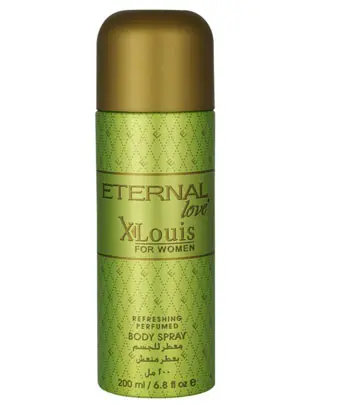 ETERNAL
love
X-Louis
FOR WOMEN
REFRESHING
PERFUMED
BODY SPRAY
معطر للجسم
بعطر منعش
٢٠٠ مل
200 ml / 6.8 fl oz e